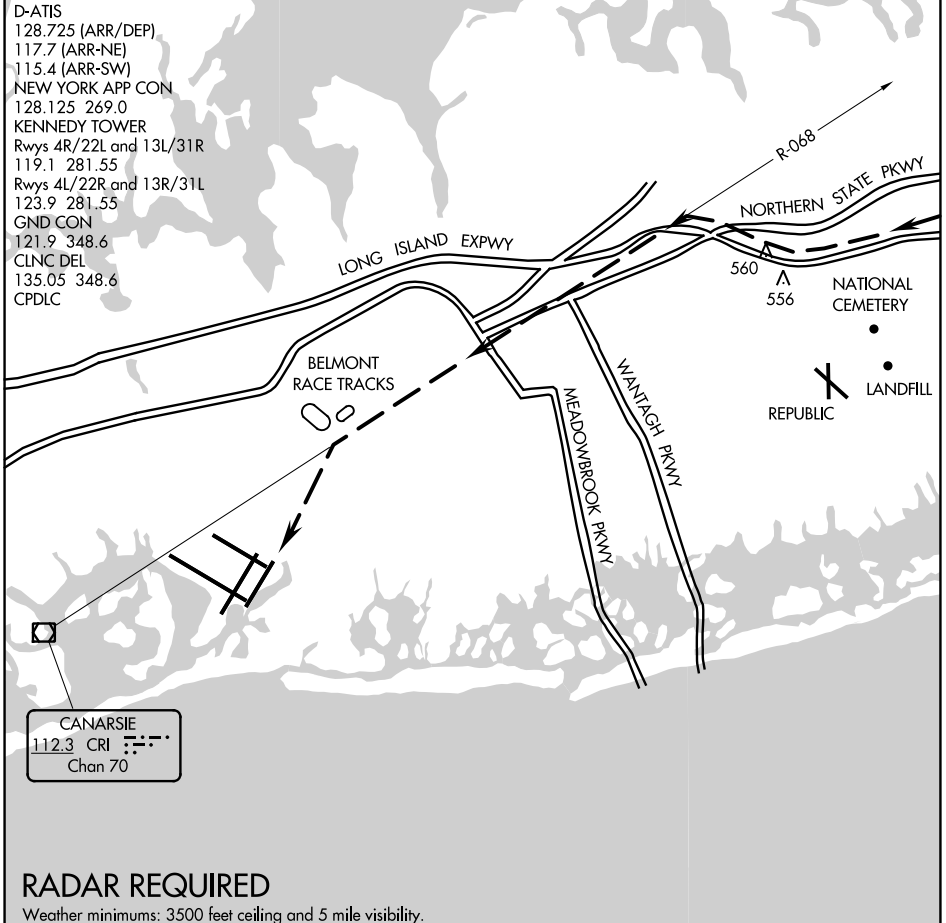 D-ATIS
128.725 (ARR/DEP)
117.7 (ARR-NE)
115.4 (ARR-SW)
NEW YORK APP CON
128.125 269.0
KENNEDY TOWER
Rwys 4R/22L and 13L/31R
119.1 281.55
Rwys 4L/22R and 13R/31L
123.9 281.55
GND CON
121.9 348.6
CLNC DEL
135.05 348.6
CPDLC
R-068
NORTHERN STATE PKWY
LONG ISLAND EXPWY
560
556
NATIONAL
CEMETERY
LANDFILL
REPUBLIC
BELMONT
RACE TRACKS
WANTAGH PKWY
MEADOWBROOK PKWY
CANARSIE
112.3 CRI
Chan 70
RADAR REQUIRED
Weather minimums: 3500 feet ceiling and 5 mile visibility.